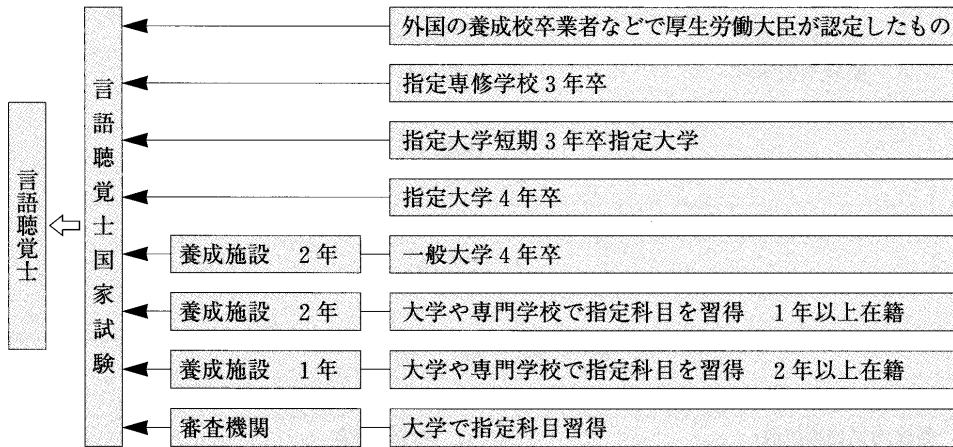 外国の養成校卒業者などで厚生労働大臣が認定したもの
指定専修学校3年卒
指定大学短期3年卒指定大学
指定大学4年卒
養成施設 2年 一般大学4年卒
養成施設 2年 大学や専門学校で指定科目を習得 1年以上在籍
養成施設 1年 大学や専門学校で指定科目を習得 2年以上在籍
審査機関 大学で指定科目習得
言語聴覚士国家試験
言語聴覚士